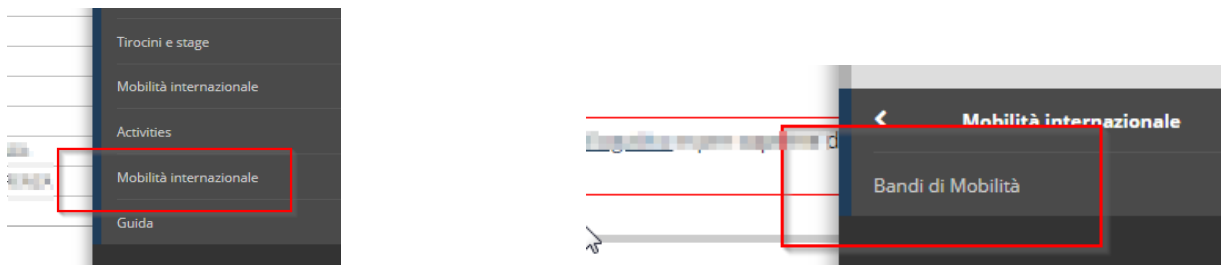 Tirocini e stage
Mobilità internazionale
Activities
Mobilità internazionale
Guida
Mobilità internazionale
Bandi di Mobilità